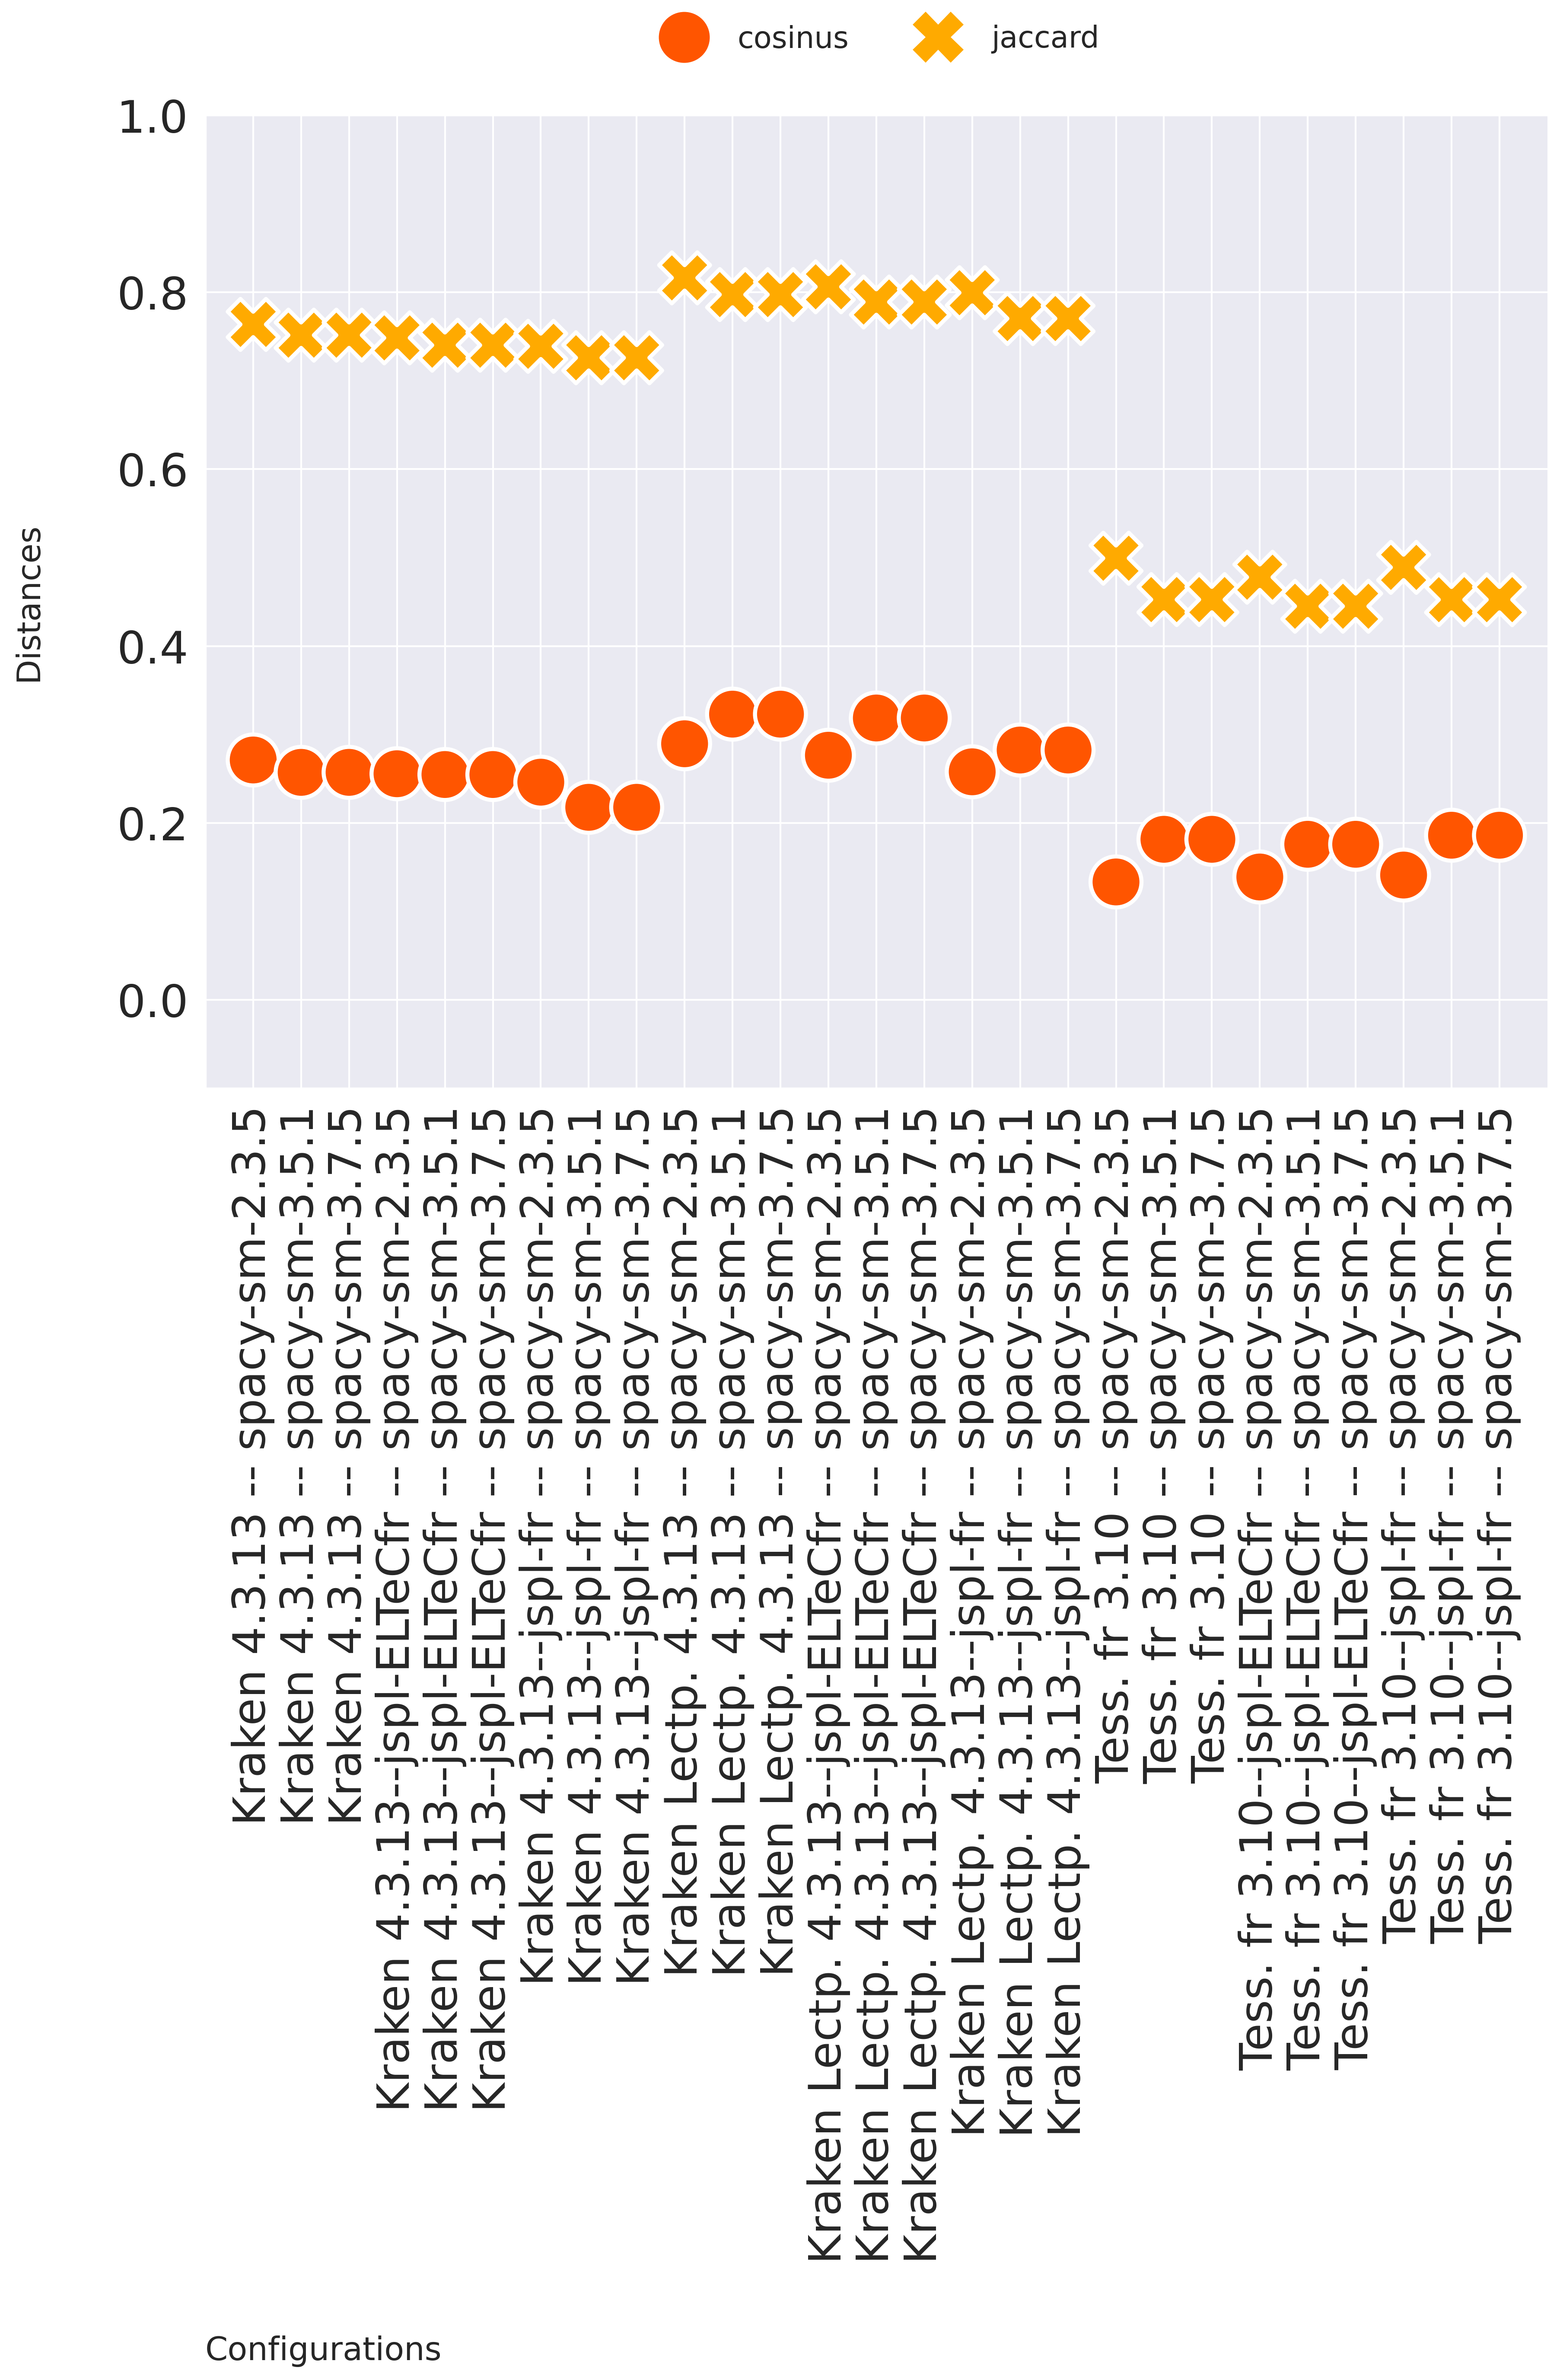 cosinus
jaccard
1.0
0.8
0.6
0.4
0.2
0.0
Distances
Kraken 4.3.13 -- spacy-sm-2.3.5
Kraken 4.3.13 -- spacy-sm-3.5.1
Kraken 4.3.13 -- spacy-sm-3.7.5
Kraken 4.3.13--jspl-ELTeCfr -- spacy-sm-2.3.5
Kraken 4.3.13--jspl-ELTeCfr -- spacy-sm-3.5.1
Kraken 4.3.13--jspl-ELTeCfr -- spacy-sm-3.7.5
Kraken 4.3.13--jspl-fr -- spacy-sm-2.3.5
Kraken 4.3.13--jspl-fr -- spacy-sm-3.5.1
Kraken 4.3.13--jspl-fr -- spacy-sm-3.7.5
Kraken Lectp. 4.3.13 -- spacy-sm-2.3.5
Kraken Lectp. 4.3.13 -- spacy-sm-3.5.1
Kraken Lectp. 4.3.13 -- spacy-sm-3.7.5
Kraken Lectp. 4.3.13--jspl-ELTeCfr -- spacy-sm-2.3.5
Kraken Lectp. 4.3.13--jspl-ELTeCfr -- spacy-sm-3.5.1
Kraken Lectp. 4.3.13--jspl-ELTeCfr -- spacy-sm-3.7.5
Kraken Lectp. 4.3.13--jspl-fr -- spacy-sm-2.3.5
Kraken Lectp. 4.3.13--jspl-fr -- spacy-sm-3.5.1
Kraken Lectp. 4.3.13--jspl-fr -- spacy-sm-3.7.5
Tess. fr 3.10 -- spacy-sm-2.3.5
Tess. fr 3.10 -- spacy-sm-3.5.1
Tess. fr 3.10 -- spacy-sm-3.7.5
Tess. fr 3.10--jspl-ELTeCfr -- spacy-sm-2.3.5
Tess. fr 3.10--jspl-ELTeCfr -- spacy-sm-3.5.1
Tess. fr 3.10--jspl-ELTeCfr -- spacy-sm-3.7.5
Tess. fr 3.10--jspl-fr -- spacy-sm-2.3.5
Tess. fr 3.10--jspl-fr -- spacy-sm-3.5.1
Tess. fr 3.10--jspl-fr -- spacy-sm-3.7.5
Configurations